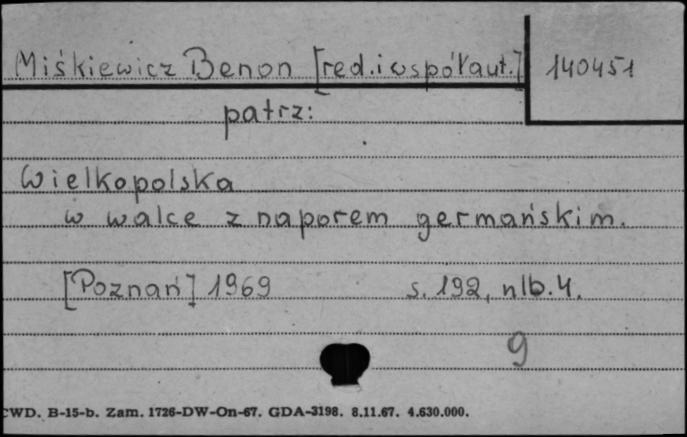 Miśkiewicz Benon [red.i współaut.] 140451
patrz:
Wielkopolska
w walce z naporem germańskim.
[Poznań] 1969 s. 192, nlb. 4.
9
CWD. B-15-b. Zam. 1726-DW-On-67. GDA-3198. 8.11.67. 4.630.000.